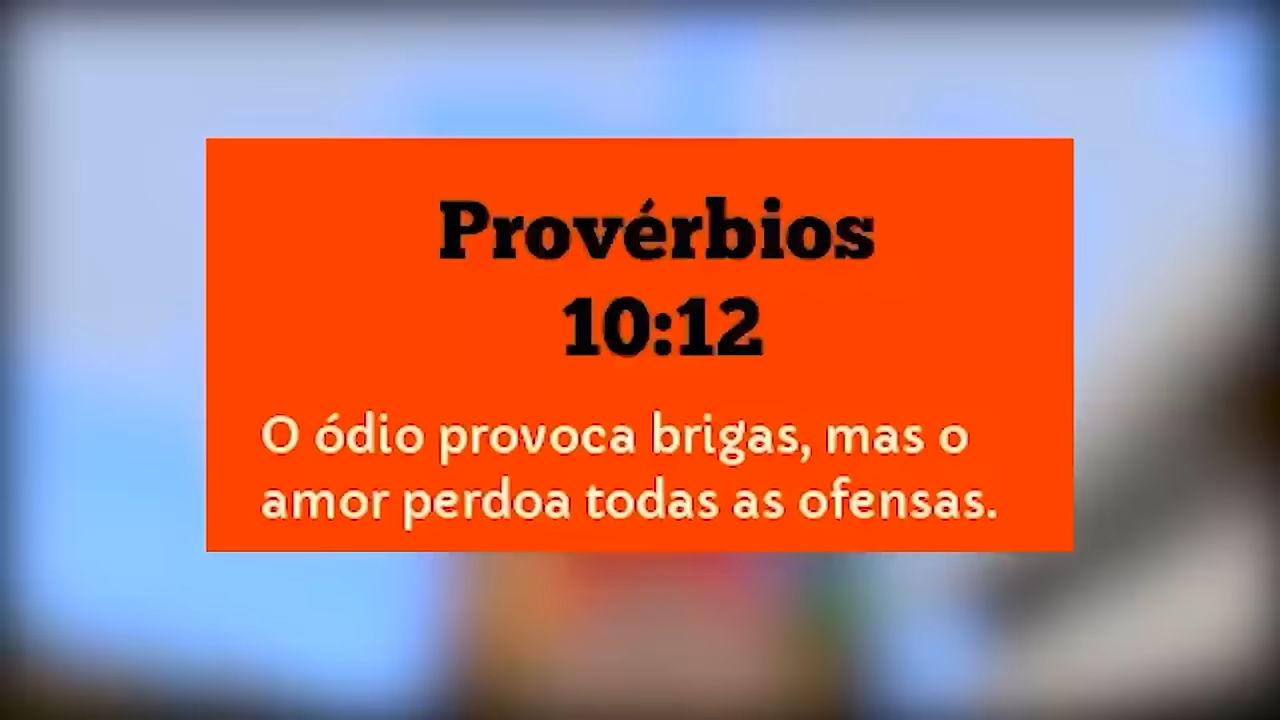 Provérbios
10:12
O ódio provoca brigas, mas o
amor perdoa todas as ofensas.